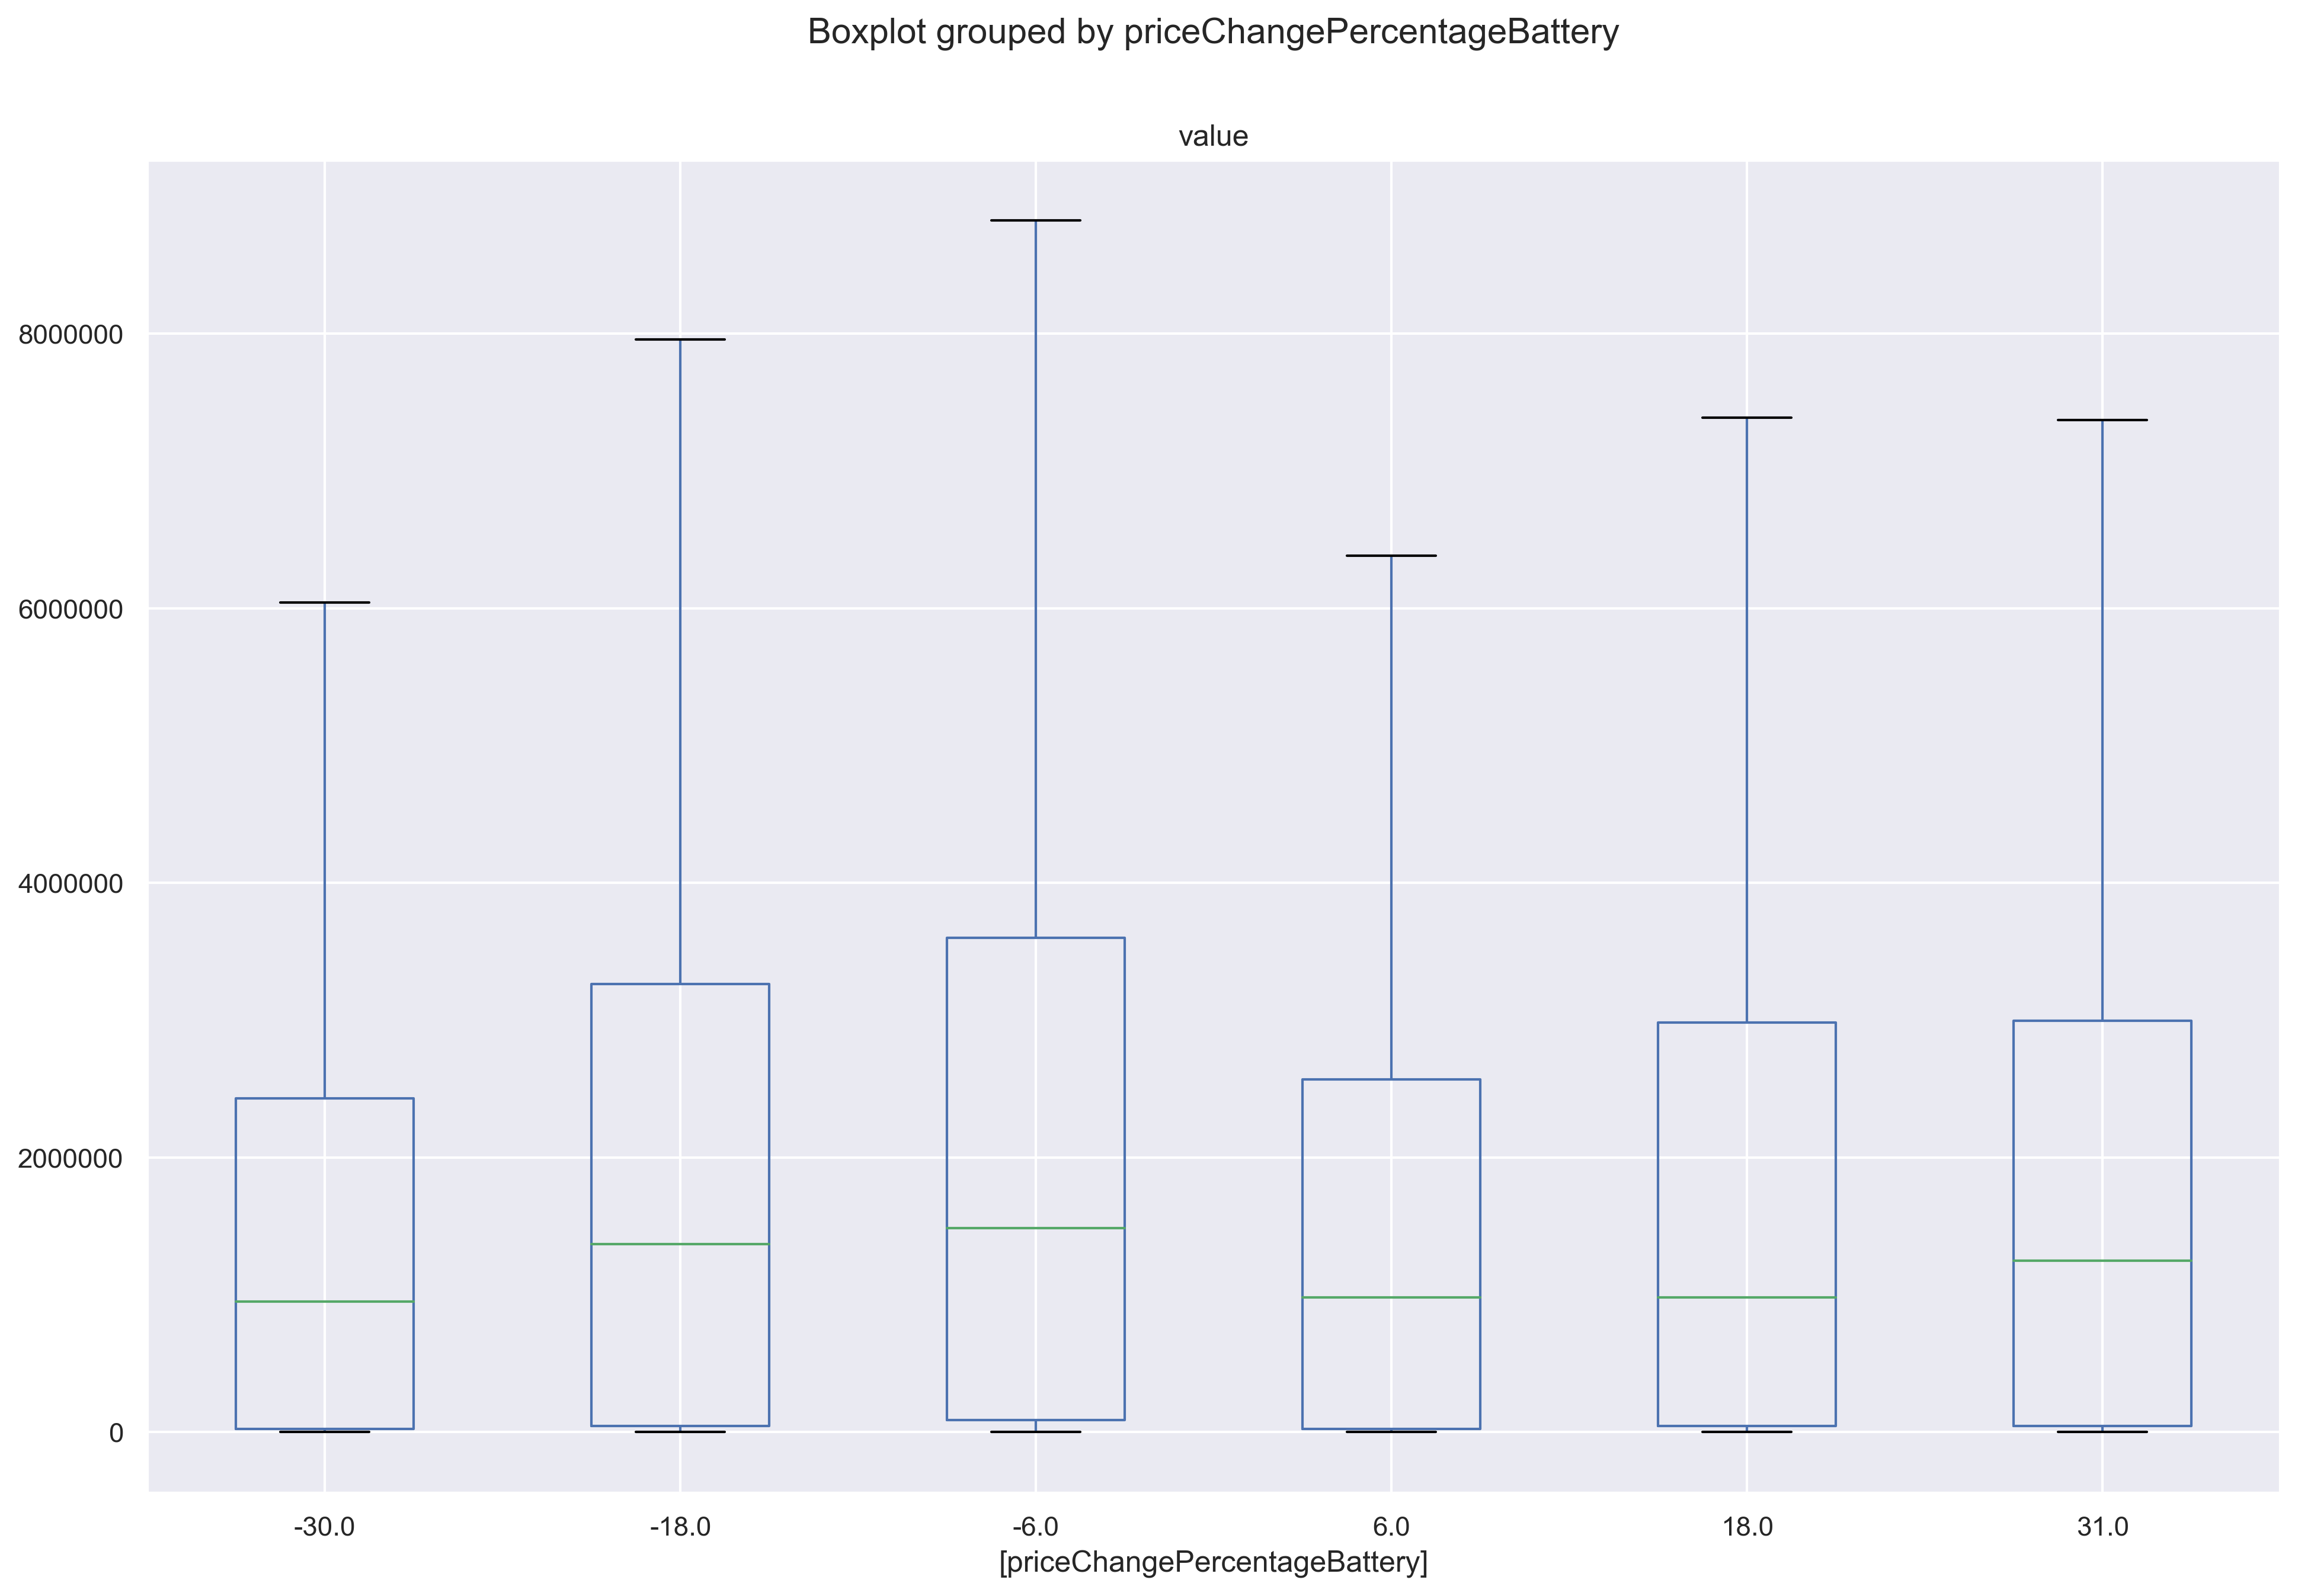 Boxplot grouped by priceChangePercentageBattery
value
8000000
6000000
4000000
2000000
0
-30.0 -18.0 -6.0 6.0 18.0 31.0
[priceChangePercentageBattery]